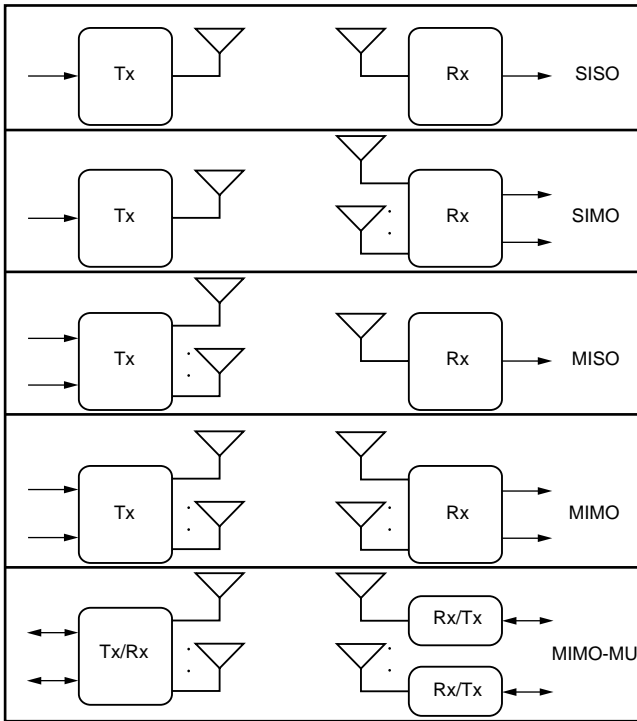 Tx Rx SISO
Tx Rx SIMO
Tx Rx MISO
Tx Rx MIMO
Tx/Rx Rx/Tx MIMO-MU
Rx/Tx